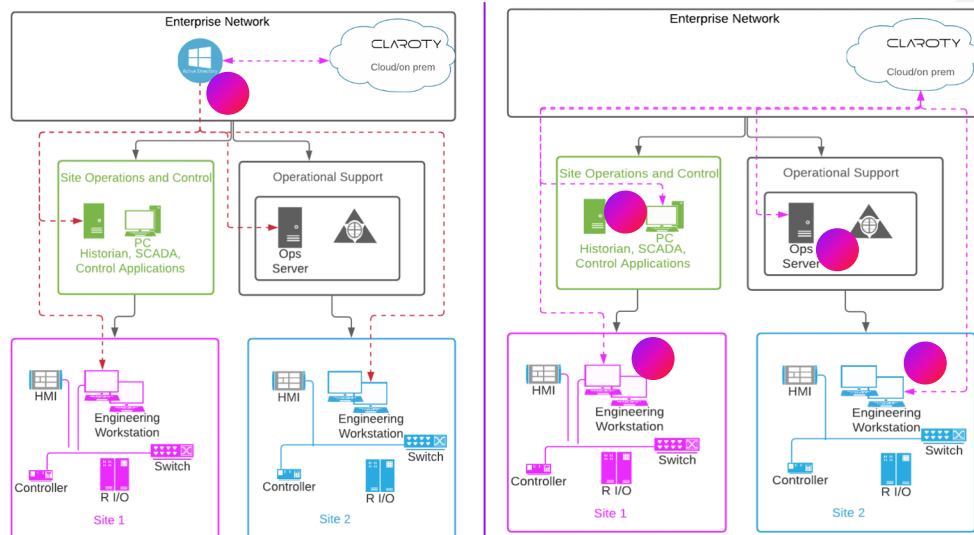 Enterprise Network
CLAROTY
Cloud/on prem
Active Directory
Site Operations and Control
PC
Historian, SCADA,
Control Applications
Operational Support
Ops
Server
HMI
Engineering
Workstation
Switch
Controller
R I/O
Site 1
HMI
Engineering
Workstation
Switch
Controller
R I/O
Site 2
Enterprise Network
CLAROTY
Cloud/on prem
Site Operations and Control
PC
Historian, SCADA,
Control Applications
Operational Support
Ops
Server
HMI
Engineering
Workstation
Switch
Controller
R I/O
Site 1
HMI
Engineering
Workstation
Switch
Controller
R I/O
Site 2